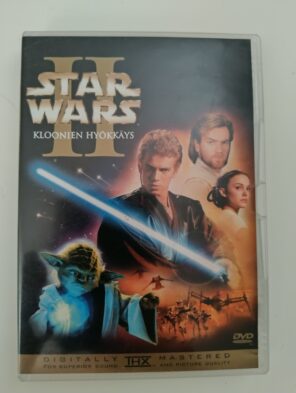 II
STAR
WARS
KLOONIEN HYÖKKÄYS
DVD
DIGITALLY THX MASTERED
FOR SUPERIOR SOUND AND PICTURE QUALITY